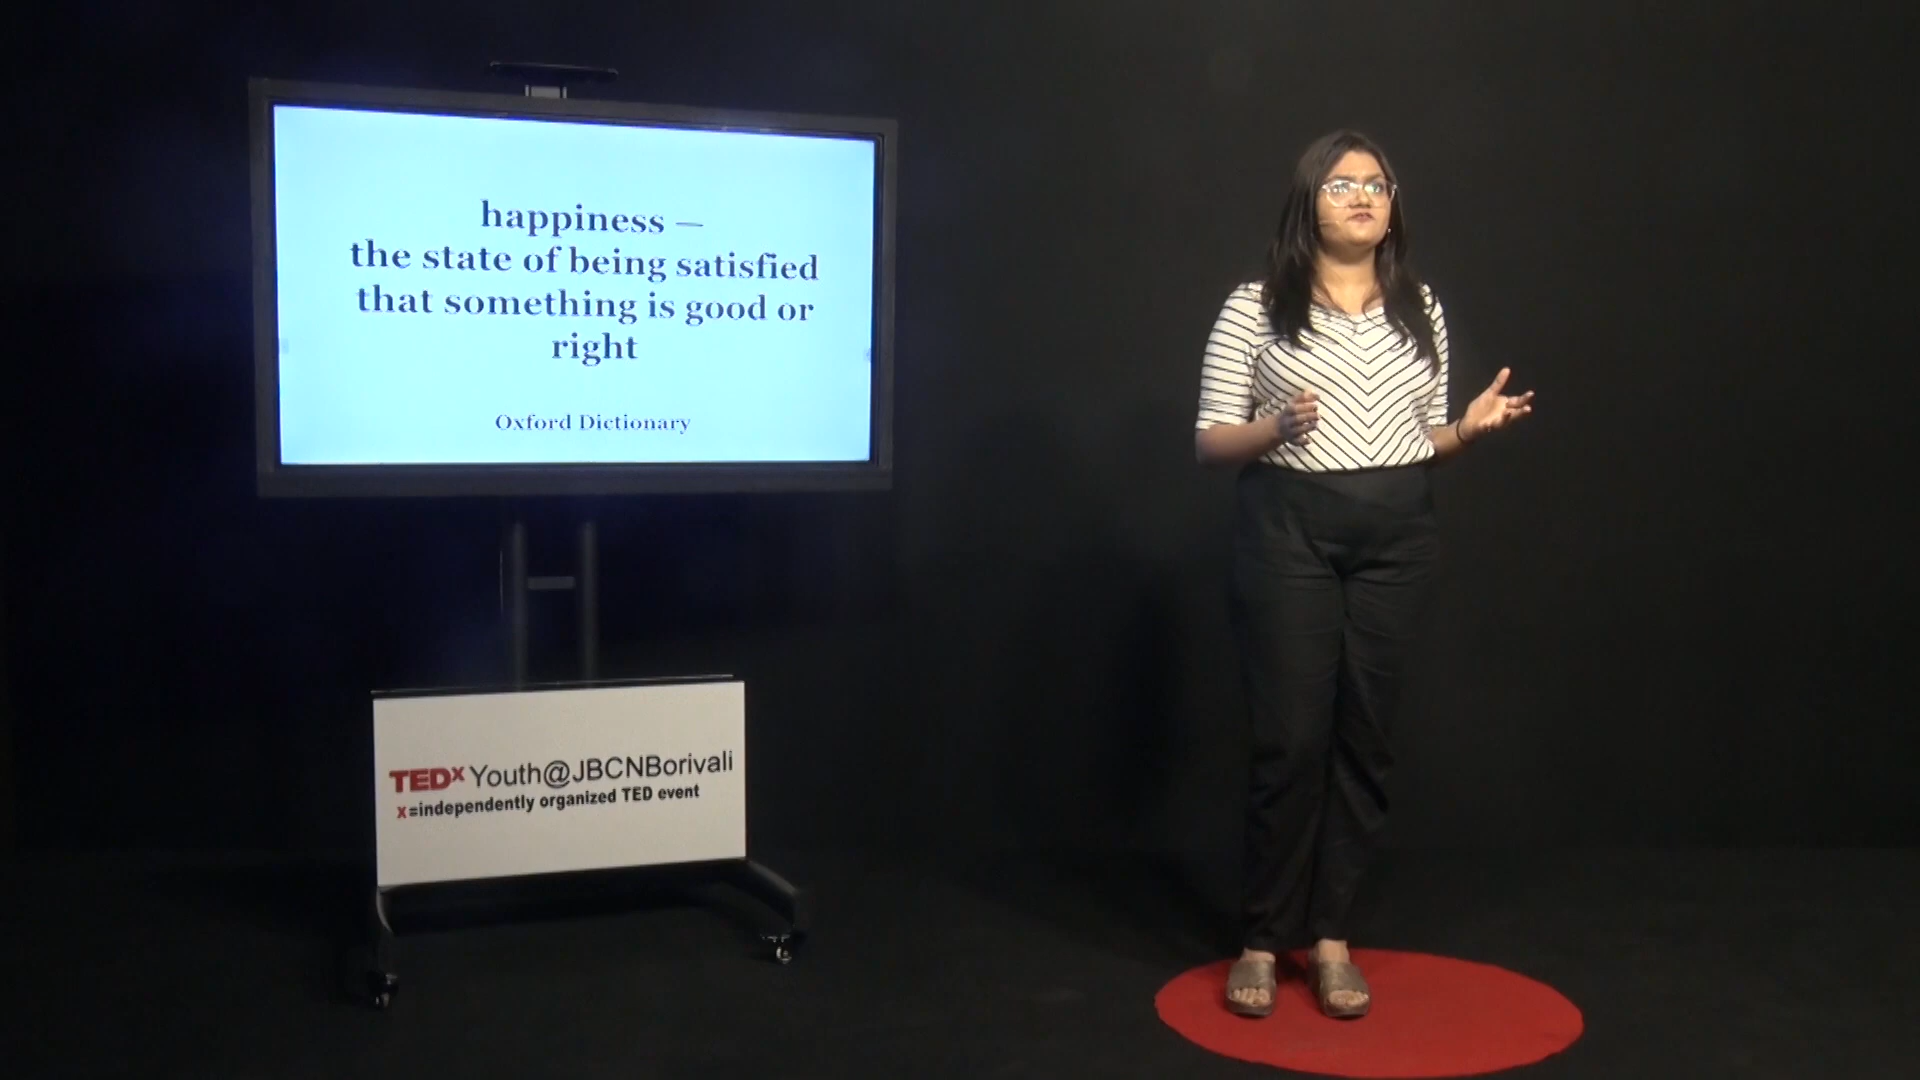 happiness —
the state of being satisfied
that something is good or
right
Oxford Dictionary
TEDx Youth@JBCNBorivali
x=independently organized TED event